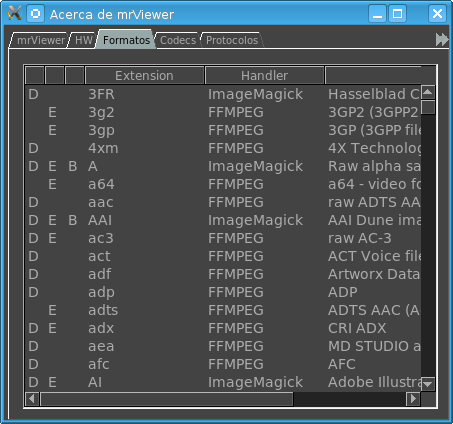 Acerca de mrViewer
mrViewer HW Formatos Codecs Protocolos
Extension Handler
D 3FR ImageMagick Hasselblad C
E 3g2 FFMPEG 3GP2 (3GPP2
E 3gp FFMPEG 3GP (3GPP file
D 4xm FFMPEG 4X Technolog
D E B A ImageMagick Raw alpha sa
E a64 FFMPEG a64 - video fo
D aac FFMPEG raw ADTS AA
D E B AAI ImageMagick AAI Dune ima
D E ac3 FFMPEG raw AC-3
D act FFMPEG ACT Voice file
D adf FFMPEG Artworx Data
D adp FFMPEG ADP
E adts FFMPEG ADTS AAC (A
D E adx FFMPEG CRI ADX
D aea FFMPEG MD STUDIO a
D afc FFMPEG AFC
D E AI ImageMagick Adobe Illustra